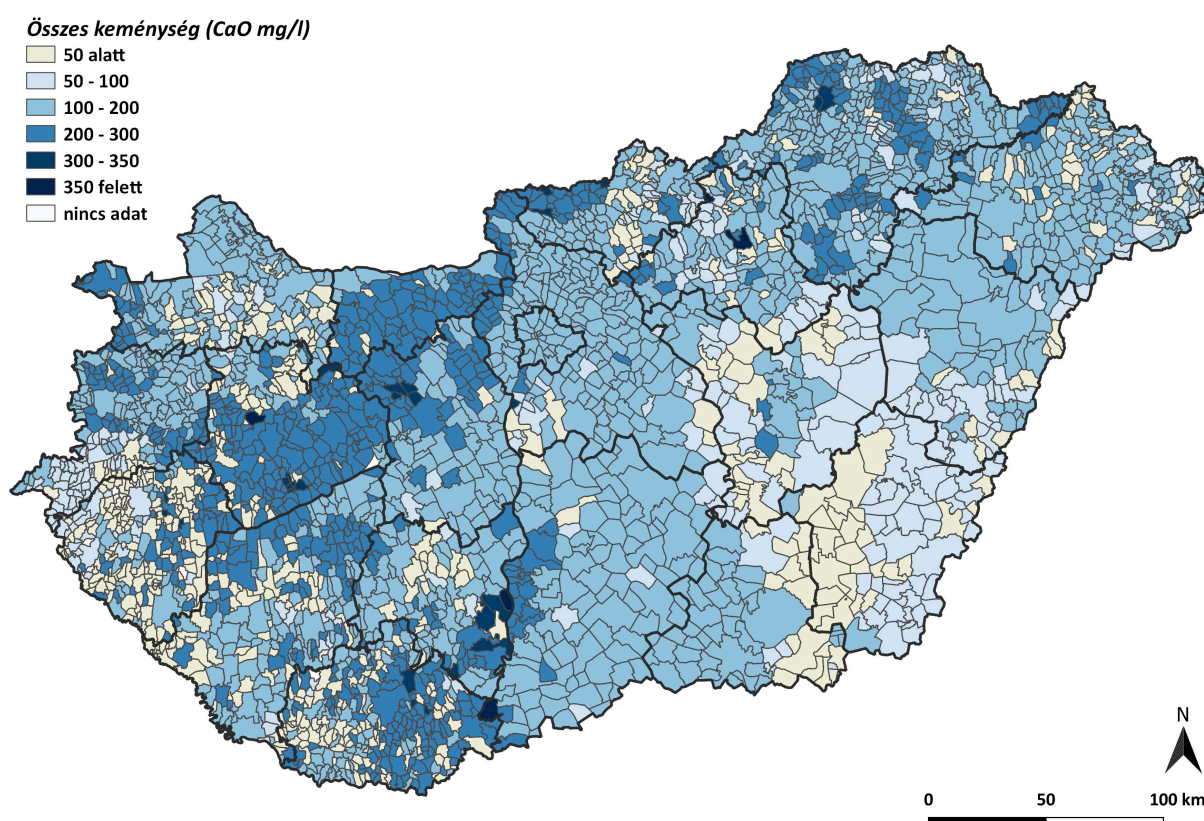 Összes keménység (CaO mg/l)
50 alatt
50 - 100
100 - 200
200 - 300
300 - 350
350 felett
nincs adat
N
0 50 100 km